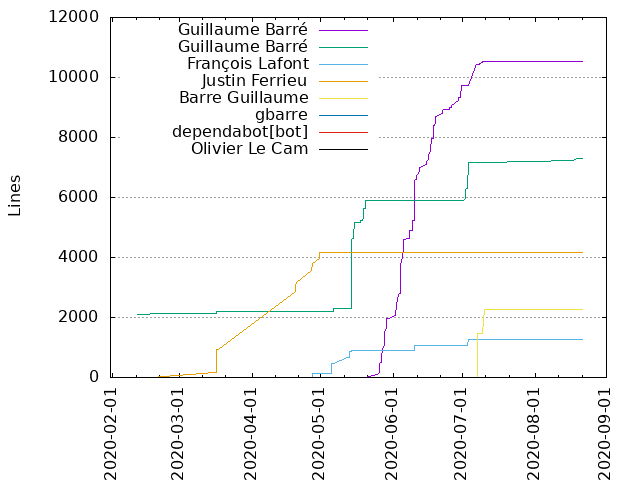 12000
10000
8000
6000
4000
2000
0
Lines
Guillaume Barré
Guillaume Barré
François Lafont
Justin Ferrieu
Barre Guillaume
gbarre
dependabot[bot]
Olivier Le Cam
2020-02-01
2020-03-01
2020-04-01
2020-05-01
2020-06-01
2020-07-01
2020-08-01
2020-09-01